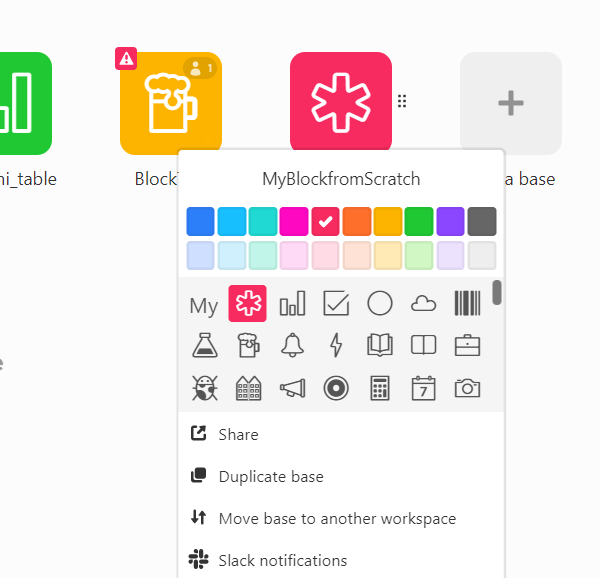 1
ni_table
Block
a base
MyBlockfromScratch
My
7
Share
Duplicate base
Move base to another workspace
Slack notifications